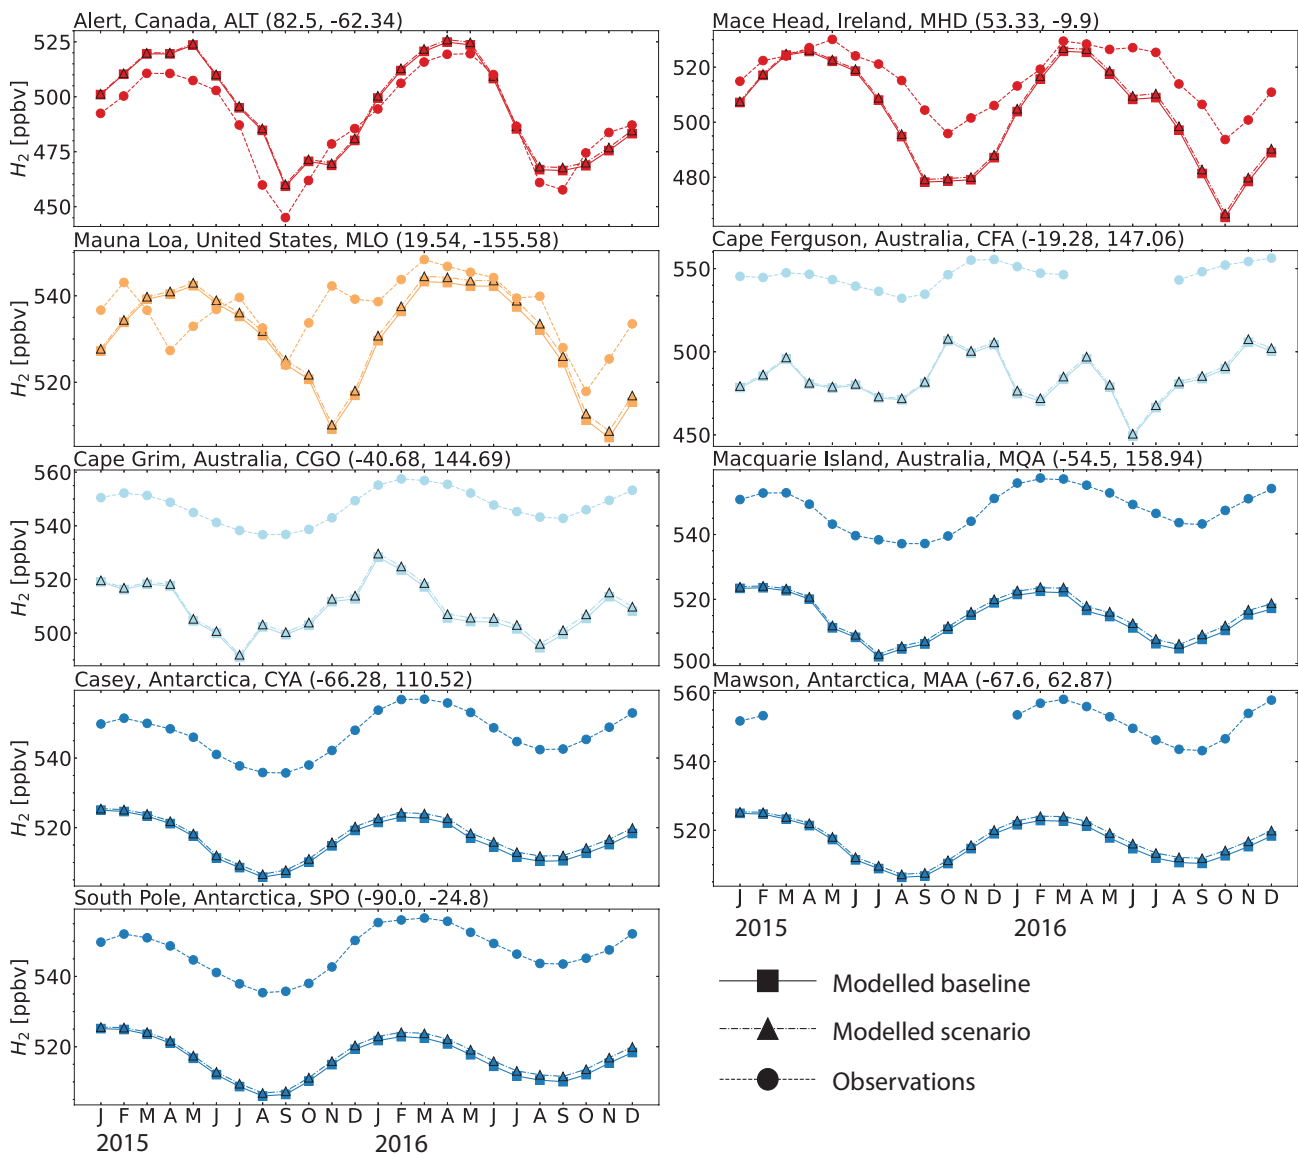 Alert, Canada, ALT (82.5, -62.34)
H2 [ppbv]
525
500
475
450
Mace Head, Ireland, MHD (53.33, -9.9)
520
500
480
Mauna Loa, United States, MLO (19.54, -155.58)
H2 [ppbv]
540
520
Cape Ferguson, Australia, CFA (-19.28, 147.06)
550
500
450
Cape Grim, Australia, CGO (-40.68, 144.69)
H2 [ppbv]
560
540
520
500
Macquarie Island, Australia, MQA (-54.5, 158.94)
540
520
500
Casey, Antarctica, CYA (-66.28, 110.52)
H2 [ppbv]
540
520
Mawson, Antarctica, MAA (-67.6, 62.87)
560
540
520
J F M A M J J A S O N D J F M A M J J A S O N D
2015 2016
South Pole, Antarctica, SPO (-90.0, -24.8)
H2 [ppbv]
540
520
J F M A M J J A S O N D J F M A M J J A S O N D
2015 2016
Modelled baseline
Modelled scenario
Observations